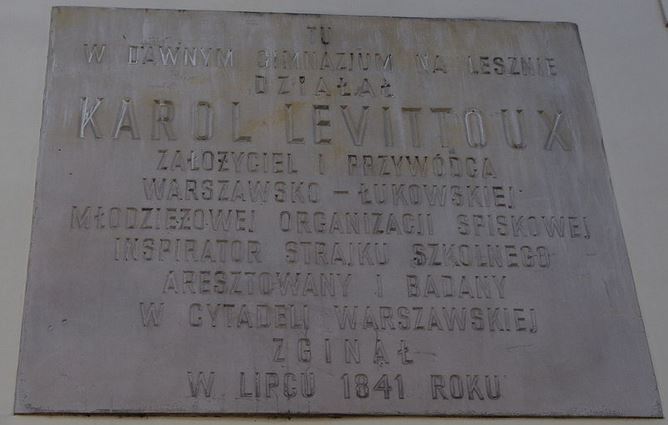 TU
W DAWNYM GIMNAZJUM NA LESZNIE
DZIAŁAŁ
KAROL LEVITTOUX
ZAŁOŻYCIEL I PRZYWÓDCA
WARSZAWSKO - ŁUKOWSKIEJ
MŁODZIEŻOWEJ ORGANIZACJI SPISKOWEJ
INSPIRATOR STRAJKU SZKOLNEGO
ARESZTOWANY I BADANY
W CYTADELI WARSZAWSKIEJ
ZGINĄŁ
W LIPCU 1841 ROKU